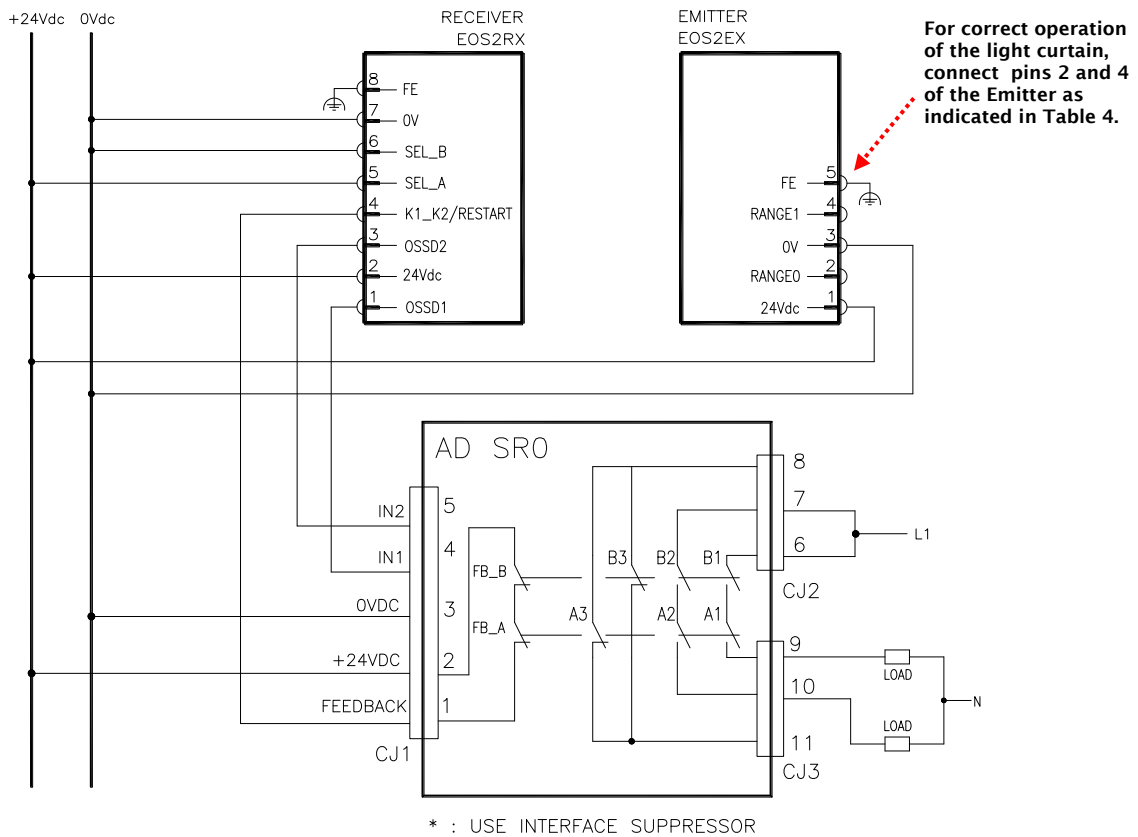 +24Vdc 0Vdc
RECEIVER
EOS2RX
8 FE
7 0V
6 SEL_B
5 SEL_A
4 K1_K2/RESTART
3 OSSD2
2 24Vdc
1 OSSD1
EMITTER
EOS2EX
FE 5
RANGE1 4
0V 3
RANGE0 2
24Vdc 1
For correct operation
of the light curtain,
connect pins 2 and 4
of the Emitter as
indicated in Table 4.
AD SR0
IN2 5
IN1 4
0VDC 3
+24VDC 2
FEEDBACK 1
CJ1
FB_B
FB_A
B3 B2 B1
A3 A2 A1
8
7
6
CJ2
L1
9
10
11
CJ3
LOAD
LOAD
N
* : USE INTERFACE SUPPRESSOR